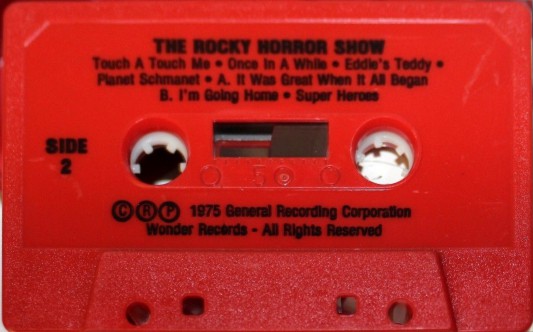 THE ROCKY HORROR SHOW
Touch A Touch Me • Once In A While • Eddie's Teddy •
Planet Schmanet • A. It Was Great When It All Began
B. I'm Going Home • Super Heroes
SIDE
2
Ⓒ Ⓡ Ⓟ 1975 General Recording Corporation
Wonder Records - All Rights Reserved